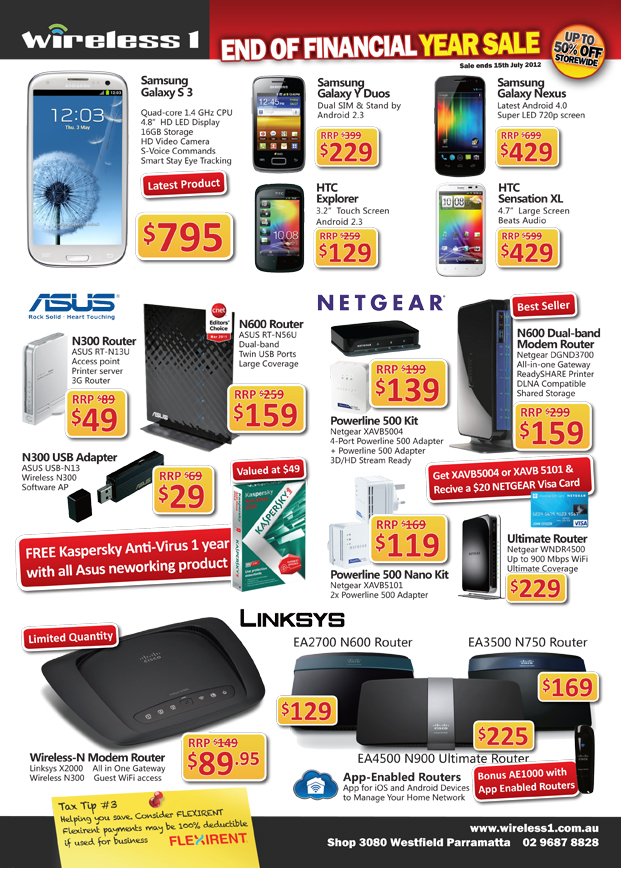 wireless 1
END OF FINANCIAL YEAR SALE
UP TO
50% OFF
STOREWIDE
Sale ends 15th July 2012
Samsung
Galaxy S 3
Quad-core 1.4 GHz CPU
4.8" HD LED Display
16GB Storage
HD Video Camera
S-Voice Commands
Smart Stay Eye Tracking
Latest Product
$795
12:03
Thu, 3 May
Samsung
Galaxy Y Duos
Dual SIM & Stand by
Android 2.3
RRP $399
$229
Samsung
Galaxy Nexus
Latest Android 4.0
Super LED 720p screen
RRP $699
$429
HTC
Explorer
3.2" Touch Screen
Android 2.3
RRP $259
$129
HTC
Sensation XL
4.7" Large Screen
Beats Audio
RRP $599
$429
ASUS
Rock Solid · Heart Touching
N300 Router
ASUS RT-N13U
Access point
Printer server
3G Router
RRP $89
$49
cnet
Editors'
Choice
N600 Router
ASUS RT-N56U
Dual-band
Twin USB Ports
Large Coverage
RRP $259
$159
ASUS
N300 USB Adapter
ASUS USB-N13
Wireless N300
Software AP
RRP $69
$29
Valued at $49
Kaspersky
KASPERSKY
FREE Kaspersky Anti-Virus 1 year
with all Asus neworking product
NETGEAR
RRP $199
$139
Powerline 500 Kit
Netgear XAVB5004
4-Port Powerline 500 Adapter
+ Powerline 500 Adapter
3D/HD Stream Ready
Best Seller
N600 Dual-band
Modem Router
Netgear DGND3700
All-in-one Gateway
ReadySHARE Printer
DLNA Compatible
Shared Storage
RRP $299
$159
Get XAVB5004 or XAVB 5101 &
Recive a $20 NETGEAR Visa Card
NETGEAR
VISA
RRP $169
$119
Powerline 500 Nano Kit
Netgear XAVB5101
2x Powerline 500 Adapter
Ultimate Router
Netgear WNDR4500
Up to 900 Mbps WiFi
Ultimate Coverage
$229
LINKSYS
Limited Quantity
CISCO
RRP $149
$89.95
Wireless-N Modem Router
Linksys X2000 All in One Gateway
Wireless N300 Guest WiFi access
EA2700 N600 Router
$129
EA3500 N750 Router
$169
$225
EA4500 N900 Ultimate Router
App-Enabled Routers
App for iOS and Android Devices
to Manage Your Home Network
Bonus AE1000 with
App Enabled Routers
Tax Tip #3
Helping you save. Consider FLEXIRENT
Flexirent payments may be 100% deductible
if used for business
FLEXIRENT
www.wireless1.com.au
Shop 3080 Westfield Parramatta 02 9687 8828